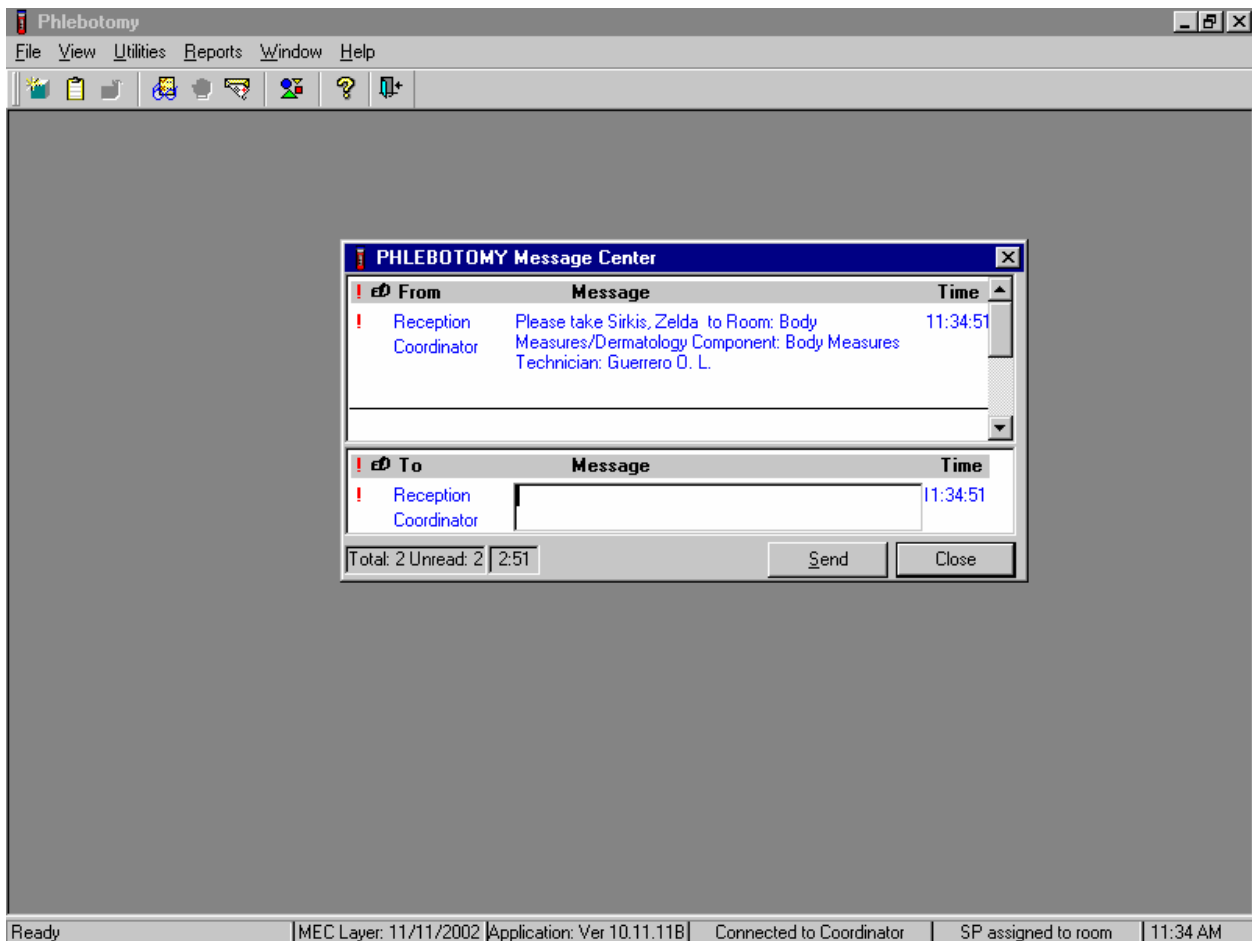 Phlebotomy
File View Utilities Reports Window Help
PHLEBOTOMY Message Center
! From Message Time
! Reception Please take Sirkis, Zelda to Room: Body 11:34:51
Coordinator Measures/Dermatology Component: Body Measures
Technician: Guerrero O. L.
! To Message Time
! Reception 11:34:51
Coordinator
Total: 2 Unread: 2 2:51 Send Close
Ready MEC Layer: 11/11/2002 Application: Ver 10.11.11B Connected to Coordinator SP assigned to room 11:34 AM